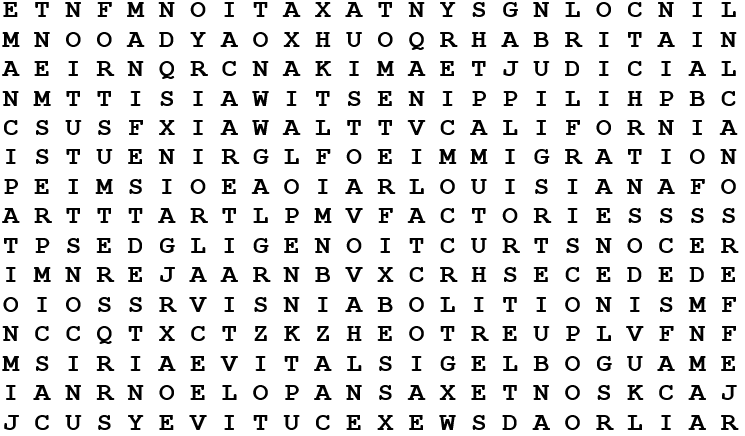 E T N F M N O I T A X A T N Y S G N L O C N I L
M N O O A D Y A O X H U O Q R H A B R I T A I N
A E I R N Q R C N A K I M A E T J U D I C I A L
N M T T I S I A W I T S E N I P P I L I H P B C
C S U S F X I A W A L T T V C A L I F O R N I A
I S T U E N I R G L F O E I M M I G R A T I O N
P E I M S I O E A O I A R L O U I S I A N A F O
A R T T T A R T L P M V F A C T O R I E S S S S
T P S E D G L I G E N O I T C U R T S N O C E R
I M N R E J A A R N B V X C R H S E C E D E D E
O I O S S R V I S N I A B O L I T I O N I S M F
N C C Q T X C T Z K Z H E O T R E U P L V F N F
M S I R I A E V I T A L S I G E L B O G U A M E
I A N R N O E L O P A N S A X E T N O S K C A J
J C U S Y E V I T U C E X E W S D A O R L I A R